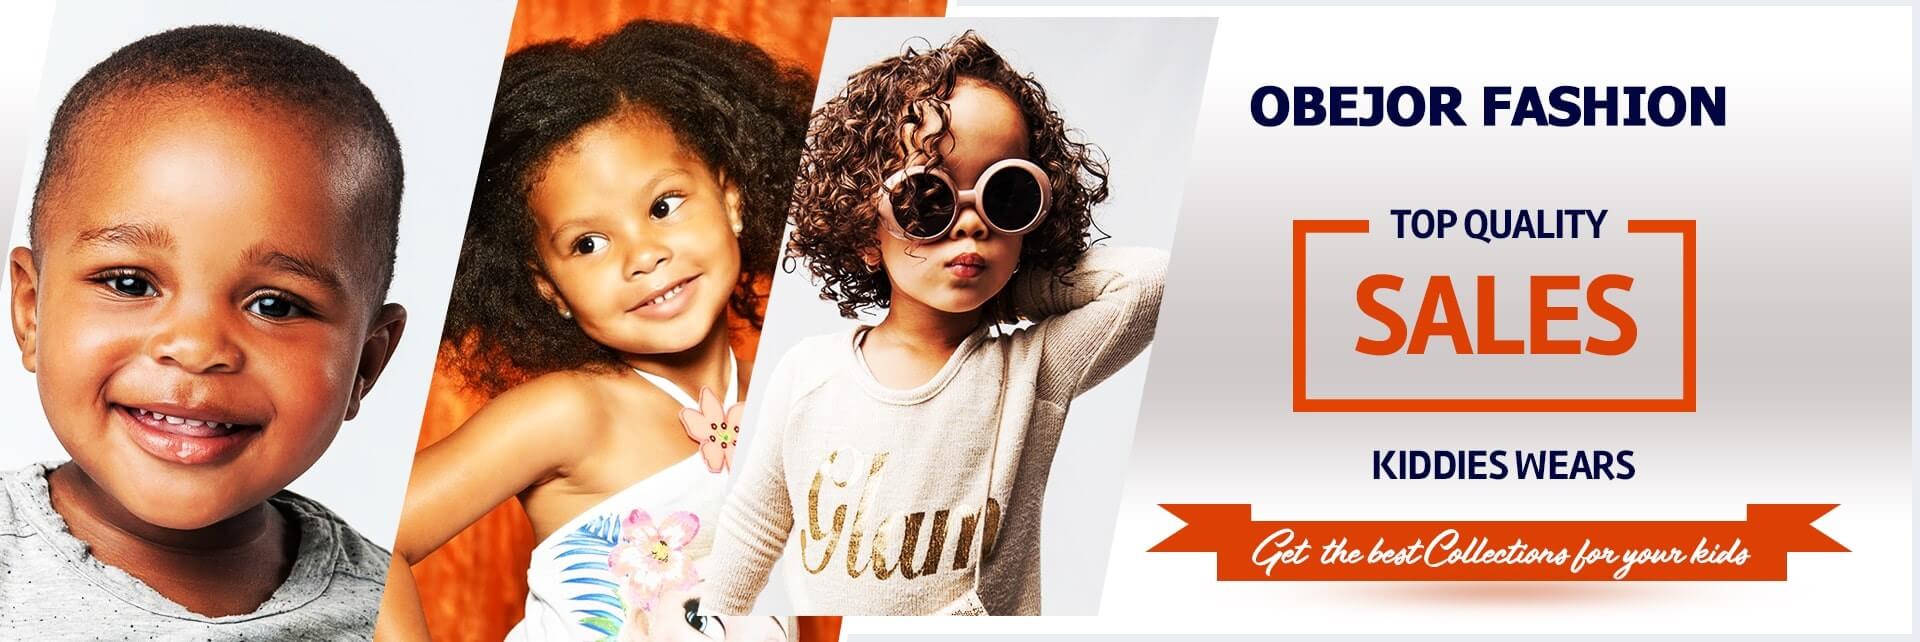 OBEJOR FASHION
TOP QUALITY
SALES
KIDDIES WEARS
Get the best Collections for your kids
Glam